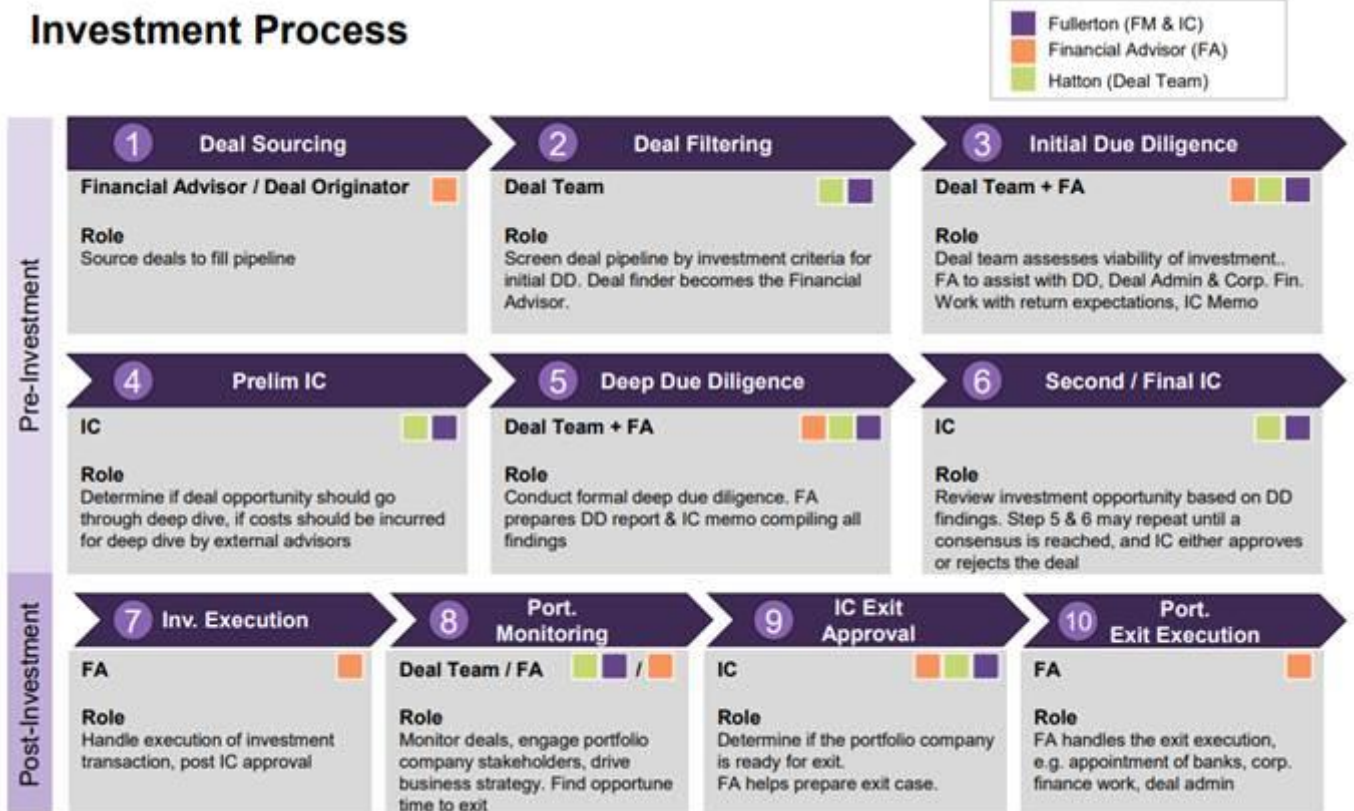 Investment Process
Fullerton (FM & IC)
Financial Advisor (FA)
Hatton (Deal Team)
Pre-Investment
1 Deal Sourcing
Financial Advisor / Deal Originator
Role
Source deals to fill pipeline
2 Deal Filtering
Deal Team
Role
Screen deal pipeline by investment criteria for
initial DD. Deal finder becomes the Financial
Advisor.
3 Initial Due Diligence
Deal Team + FA
Role
Deal team assesses viability of investment..
FA to assist with DD, Deal Admin & Corp. Fin.
Work with return expectations, IC Memo
4 Prelim IC
IC
Role
Determine if deal opportunity should go
through deep dive, if costs should be incurred
for deep dive by external advisors
5 Deep Due Diligence
Deal Team + FA
Role
Conduct formal deep due diligence. FA
prepares DD report & IC memo compiling all
findings
6 Second / Final IC
IC
Role
Review investment opportunity based on DD
findings. Step 5 & 6 may repeat until a
consensus is reached, and IC either approves
or rejects the deal
Post-Investment
7 Inv. Execution
FA
Role
Handle execution of investment
transaction, post IC approval
8 Port.
Monitoring
Deal Team / FA /
Role
Monitor deals, engage portfolio
company stakeholders, drive
business strategy. Find opportune
time to exit
9 IC Exit
Approval
IC
Role
Determine if the portfolio company
is ready for exit.
FA helps prepare exit case.
10 Port.
Exit Execution
FA
Role
FA handles the exit execution,
e.g. appointment of banks, corp.
finance work, deal admin